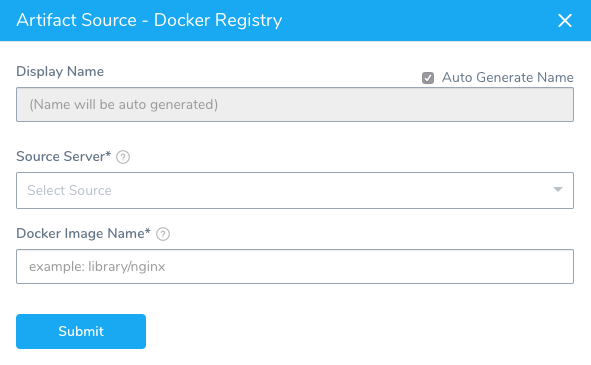 Artifact Source - Docker Registry
Display Name
Auto Generate Name
(Name will be auto generated)
Source Server* ?
Select Source
Docker Image Name* ?
example: library/nginx
Submit